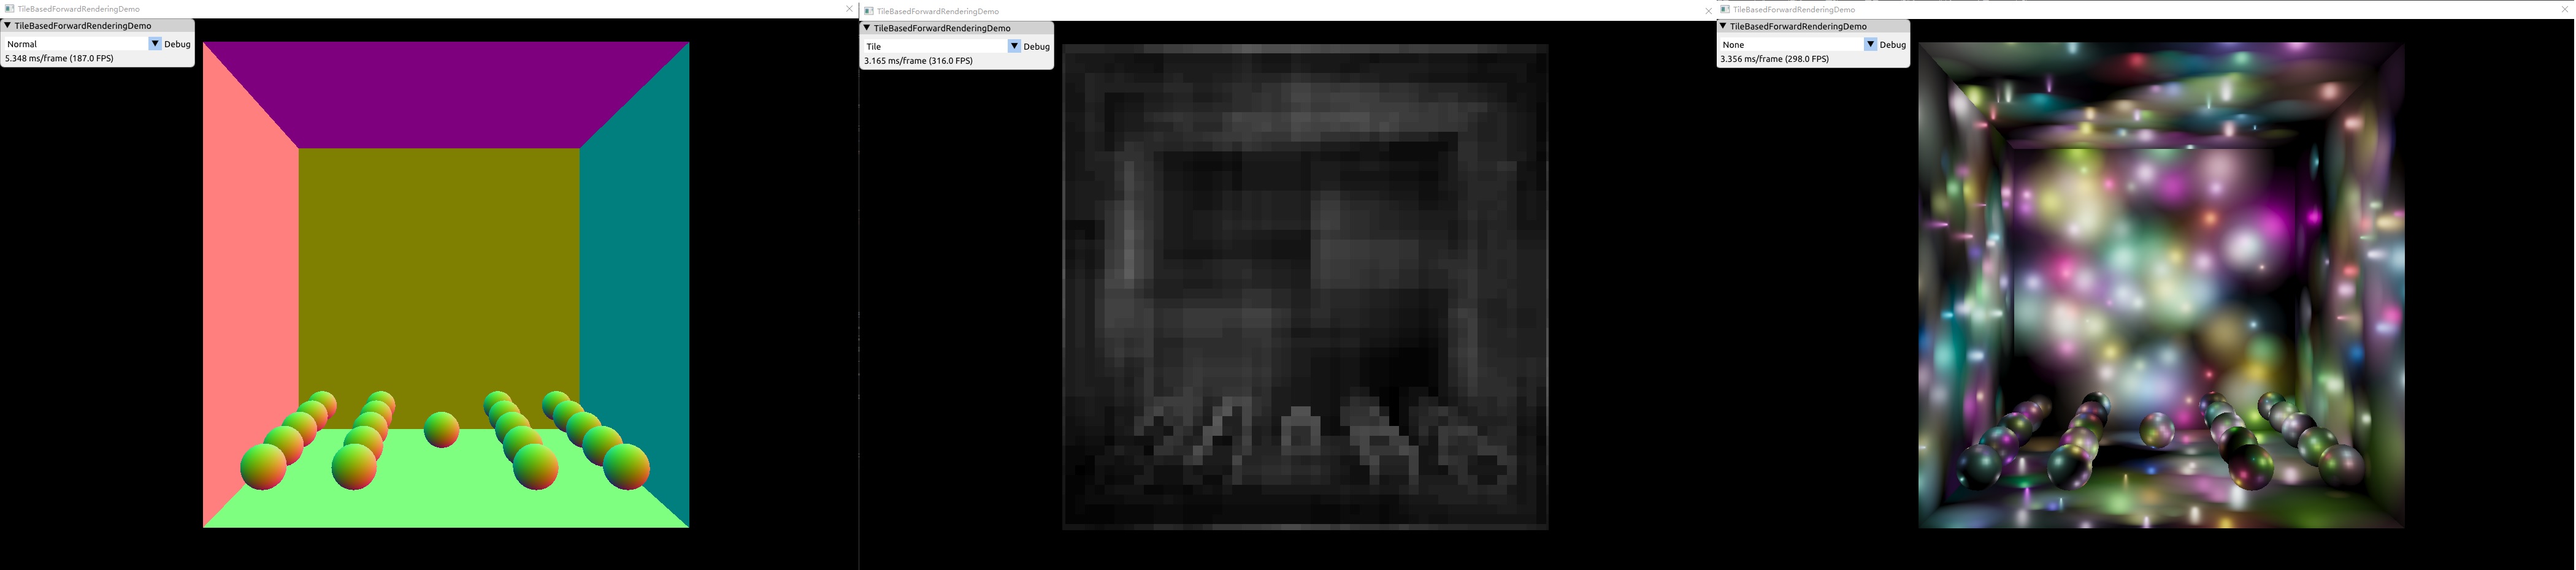 TileBasedForwardRenderingDemo
TileBasedForwardRenderingDemo
Normal Debug
5.348 ms/frame (187.0 FPS)
TileBasedForwardRenderingDemo
TileBasedForwardRenderingDemo
Tile Debug
3.165 ms/frame (316.0 FPS)
TileBasedForwardRenderingDemo
TileBasedForwardRenderingDemo
None Debug
3.356 ms/frame (298.0 FPS)